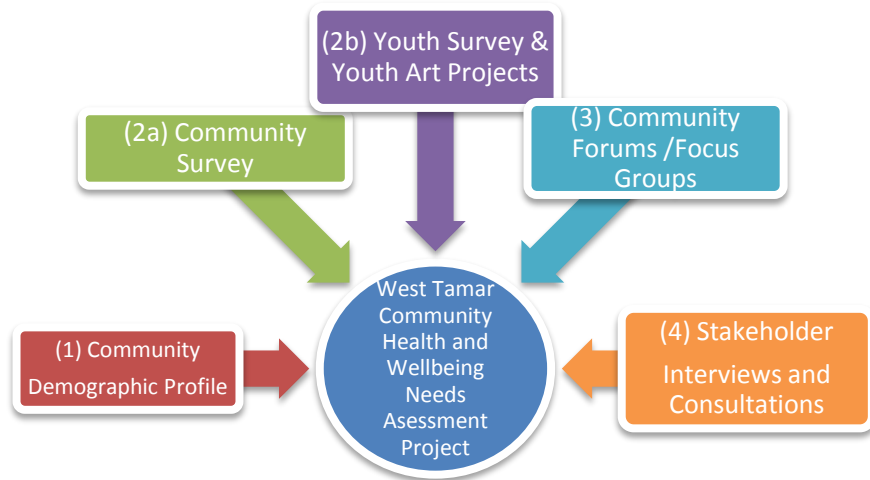 (2b) Youth Survey &
Youth Art Projects
(2a) Community
Survey
(3) Community
Forums /Focus
Groups
(1) Community
Demographic Profile
West Tamar
Community
Health and
Wellbeing
Needs
Asessment
Project
(4) Stakeholder
Interviews and
Consultations